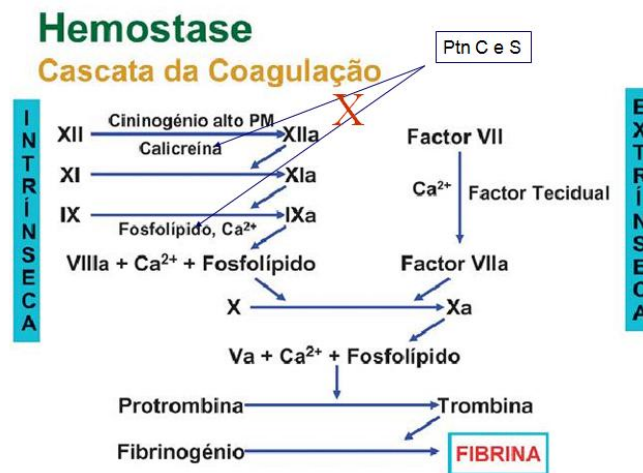 Hemostase
Cascata da Coagulação
Ptn C e S
X
INTRÍNSECA
EXTRÍNSECA
XII Cininogénio alto PM XIIa
Calicreína
Factor VII
XI XIa
Ca²⁺ Factor Tecidual
IX IXa
Fosfolípido, Ca²⁺
VIIIa + Ca²⁺ + Fosfolípido
Factor VIIa
X Xa
Va + Ca²⁺ + Fosfolípido
Protrombina Trombina
Fibrinogénio FIBRINA